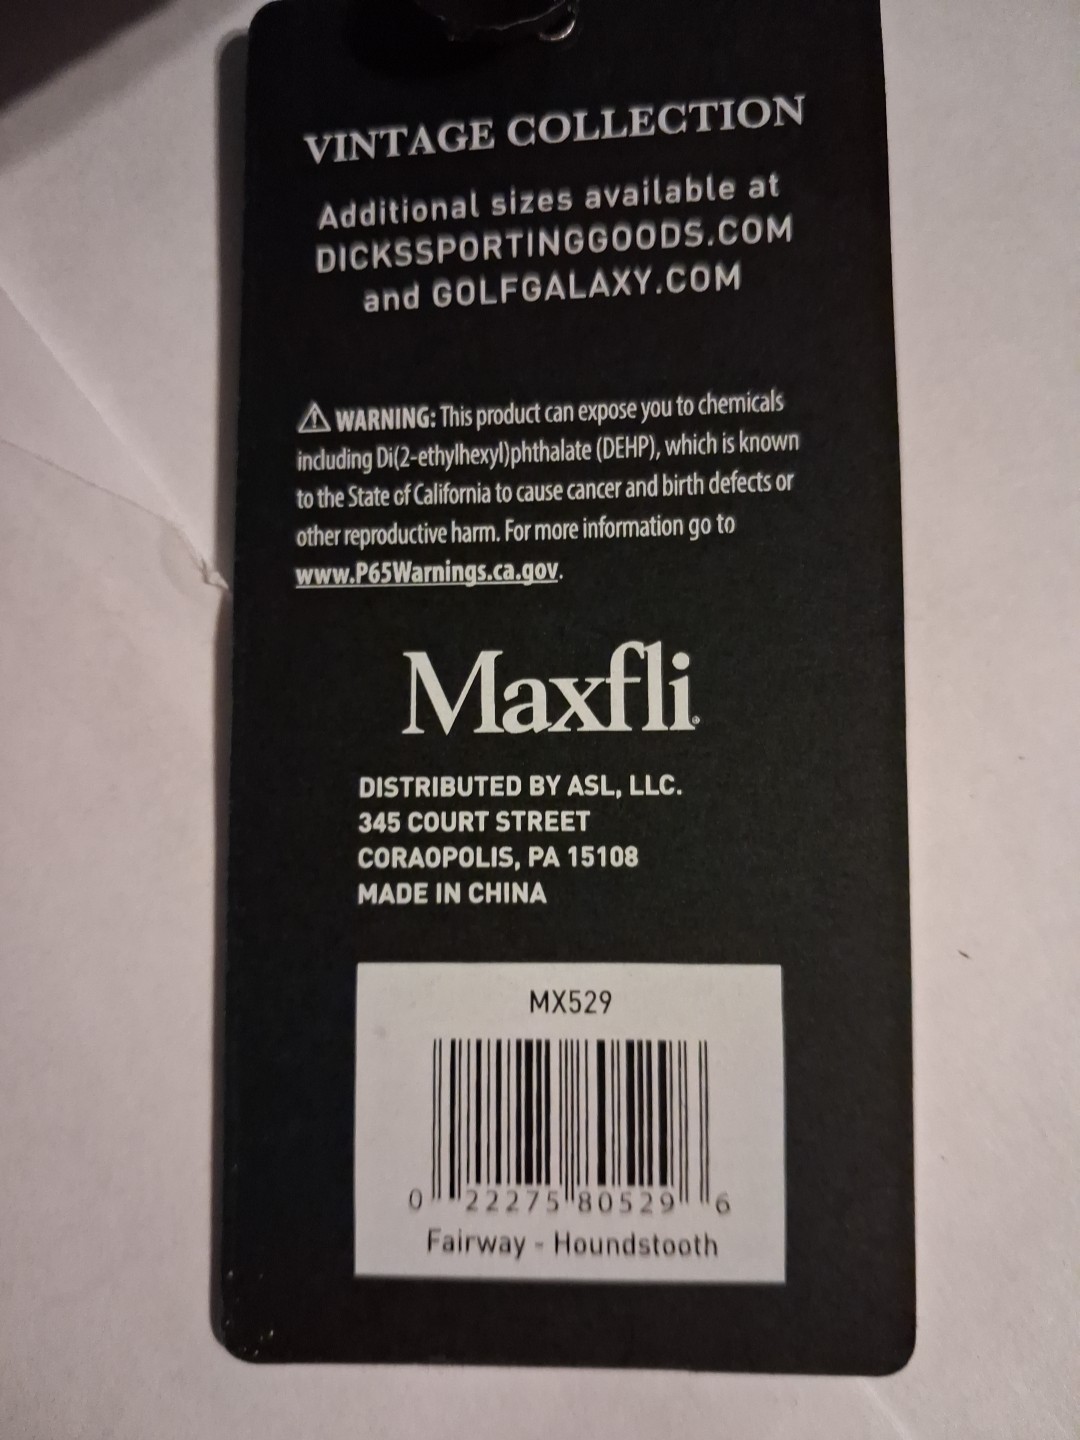 VINTAGE COLLECTION
Additional sizes available at
DICKSSPORTINGGOODS.COM
and GOLFGALAXY.COM
⚠ WARNING: This product can expose you to chemicals
including Di(2-ethylhexyl)phthalate (DEHP), which is known
to the State of California to cause cancer and birth defects or
other reproductive harm. For more information go to
www.P65Warnings.ca.gov.
Maxfli®
DISTRIBUTED BY ASL, LLC.
345 COURT STREET
CORAOPOLIS, PA 15108
MADE IN CHINA
MX529
0 22275 80529 6
Fairway - Houndstooth